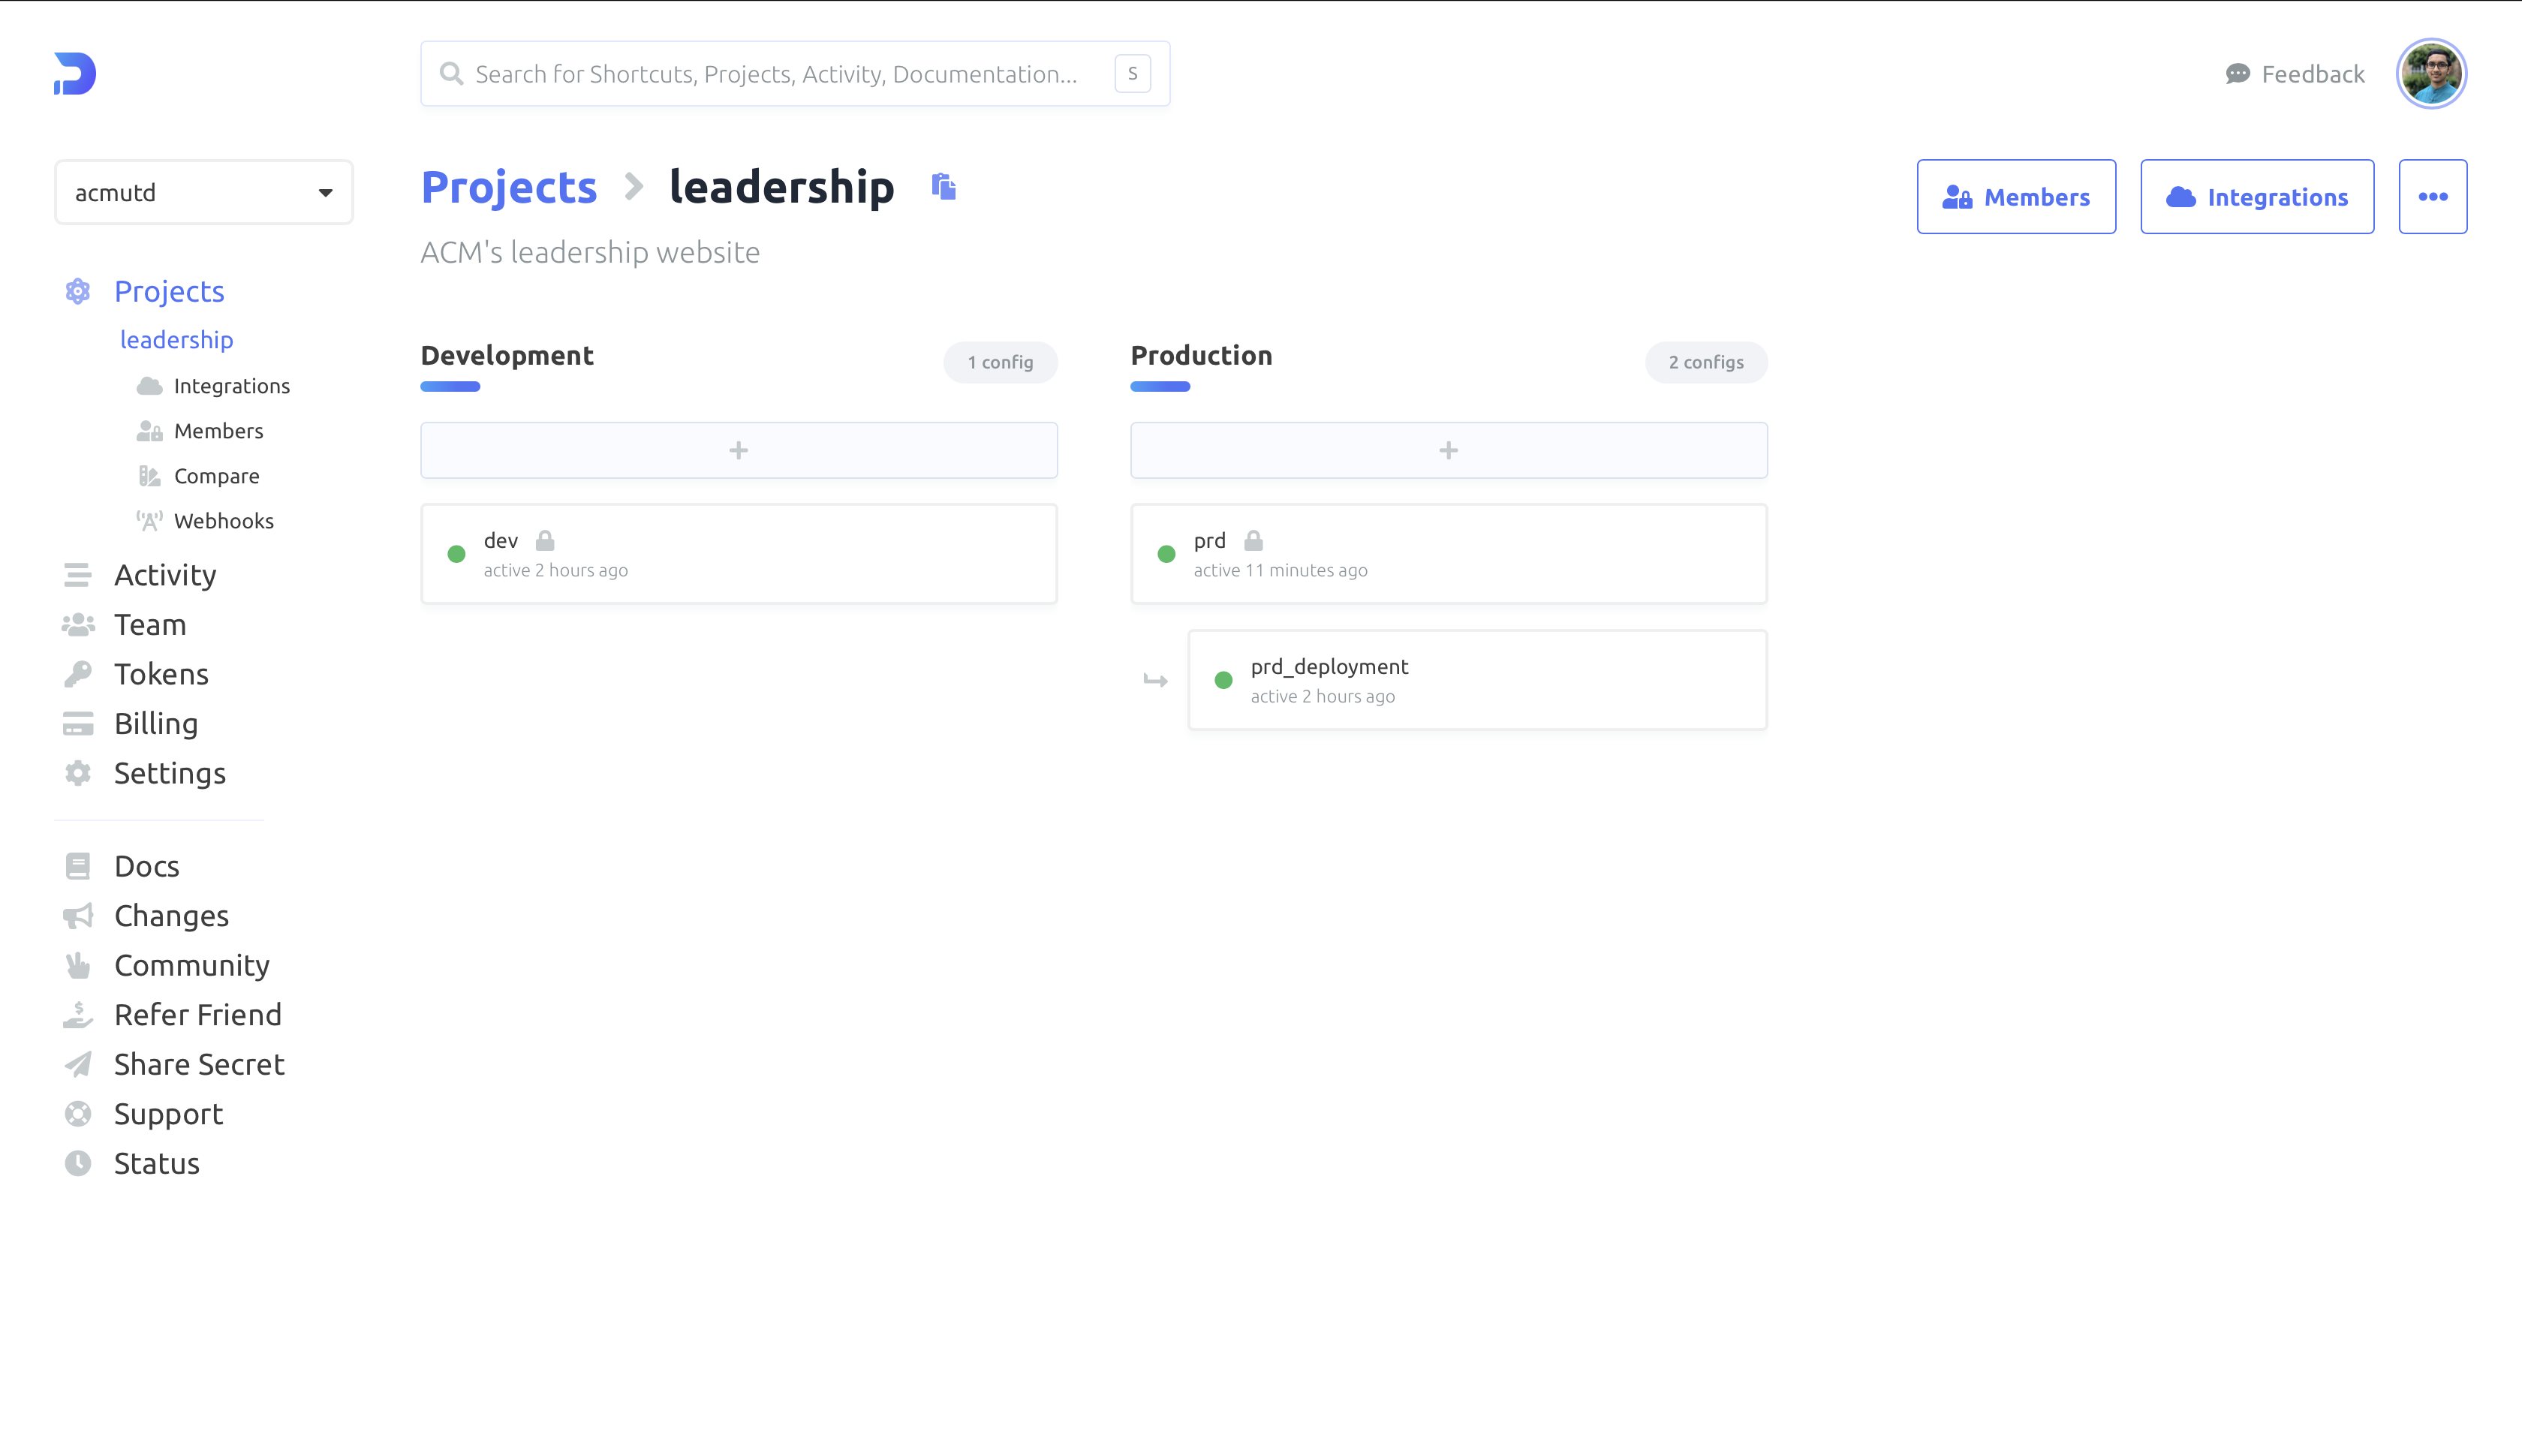 Search for Shortcuts, Projects, Activity, Documentation...
S
Feedback
acmutd
Projects
leadership
Integrations
Members
Compare
Webhooks
Activity
Team
Tokens
Billing
Settings
Docs
Changes
Community
Refer Friend
Share Secret
Support
Status
Projects > leadership
ACM's leadership website
Members
Integrations
Development
1 config
+
dev
active 2 hours ago
Production
2 configs
+
prd
active 11 minutes ago
prd_deployment
active 2 hours ago